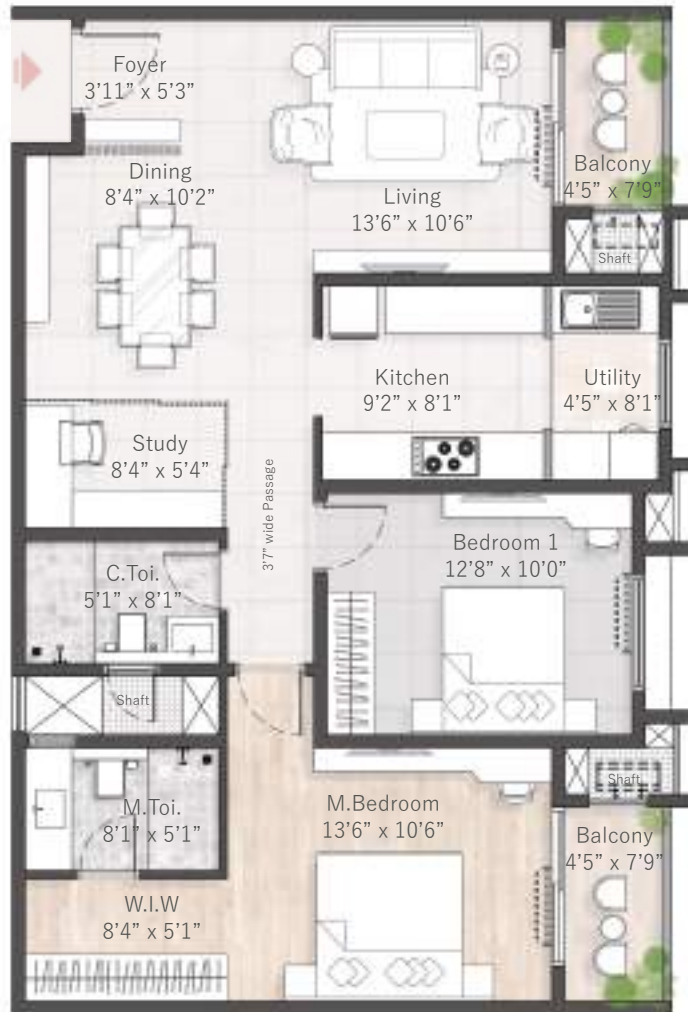 Foyer
3’11” x 5’3”
Dining
8’4” x 10’2”
Living
13’6” x 10’6”
Balcony
4’5” x 7’9”
Shaft
Kitchen
9’2” x 8’1”
Utility
4’5” x 8’1”
Study
8’4” x 5’4”
3’7” wide Passage
Bedroom 1
12’8” x 10’0”
C.Toi.
5’1” x 8’1”
Shaft
M.Toi.
8’1” x 5’1”
M.Bedroom
13’6” x 10’6”
Shaft
Balcony
4’5” x 7’9”
W.I.W
8’4” x 5’1”